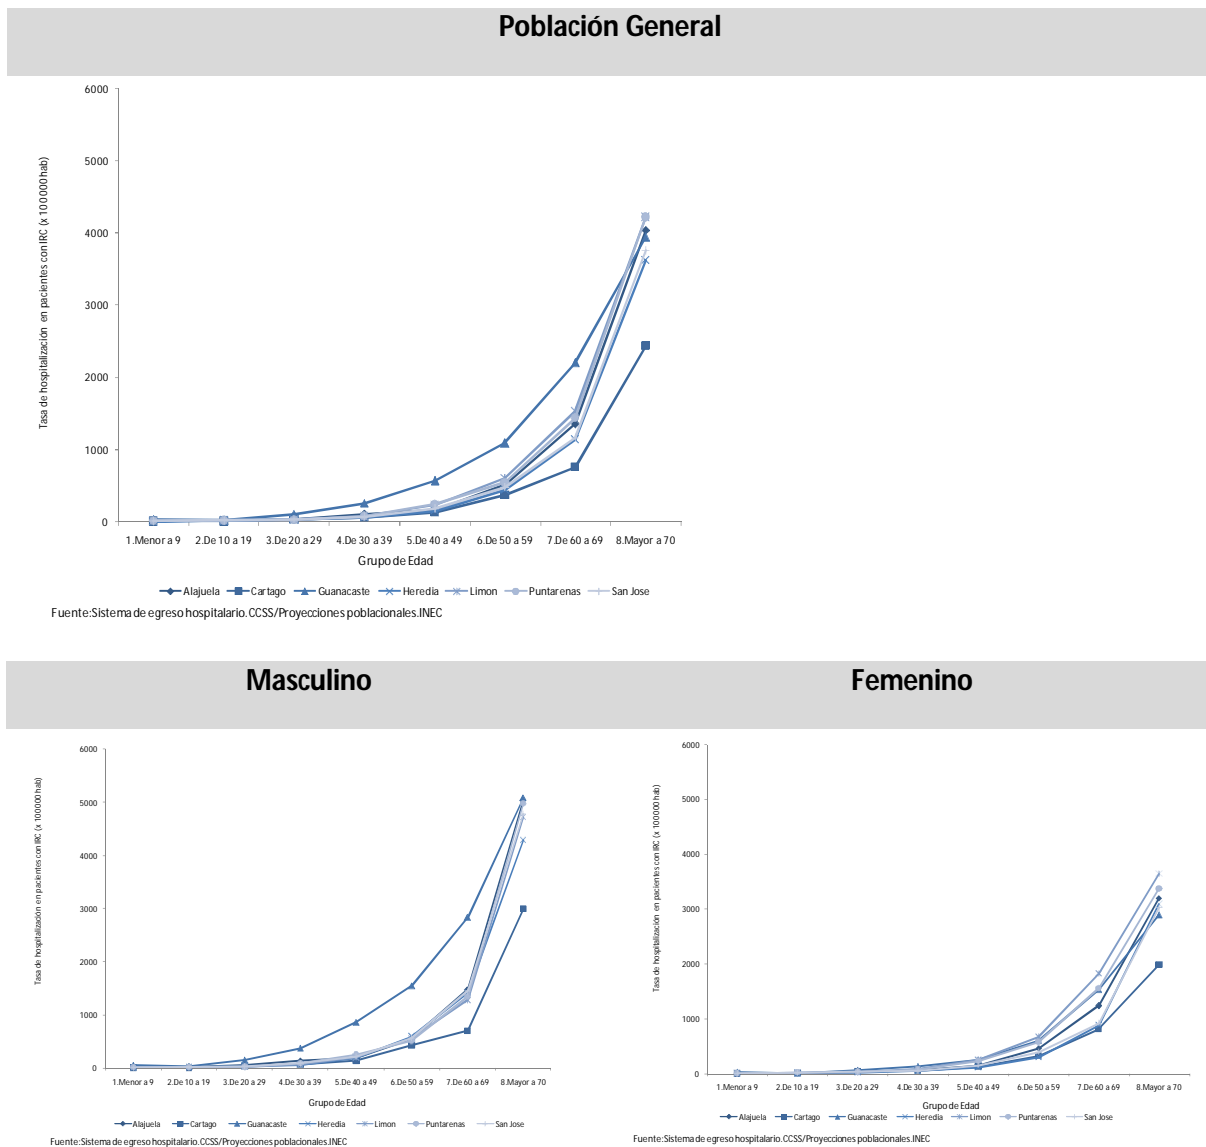 Población General
6000
5000
4000
3000
2000
1000
0
Tasa de hospitalización en pacientes con IRC (x 100000 hab)
1.Menor a 9 2.De 10 a 19 3.De 20 a 29 4.De 30 a 39 5.De 40 a 49 6.De 50 a 59 7.De 60 a 69 8.Mayor a 70
Grupo de Edad
Alajuela Cartago Guanacaste Heredia Limon Puntarenas San Jose
Fuente:Sistema de egreso hospitalario.CCSS/Proyecciones poblacionales.INEC
Masculino
6000
5000
4000
3000
2000
1000
0
Tasa de hospitalización en pacientes con IRC (x 100000 hab)
1.Menor a 9 2.De 10 a 19 3.De 20 a 29 4.De 30 a 39 5.De 40 a 49 6.De 50 a 59 7.De 60 a 69 8.Mayor a 70
Grupo de Edad
Alajuela Cartago Guanacaste Heredia Limon Puntarenas San Jose
Fuente:Sistema de egreso hospitalario.CCSS/Proyecciones poblacionales.INEC
Femenino
6000
5000
4000
3000
2000
1000
0
Tasa de hospitalización en pacientes con IRC (x 100000 hab)
1.Menor a 9 2.De 10 a 19 3.De 20 a 29 4.De 30 a 39 5.De 40 a 49 6.De 50 a 59 7.De 60 a 69 8.Mayor a 70
Grupo de Edad
Alajuela Cartago Guanacaste Heredia Limon Puntarenas San Jose
Fuente:Sistema de egreso hospitalario.CCSS/Proyecciones poblacionales.INEC